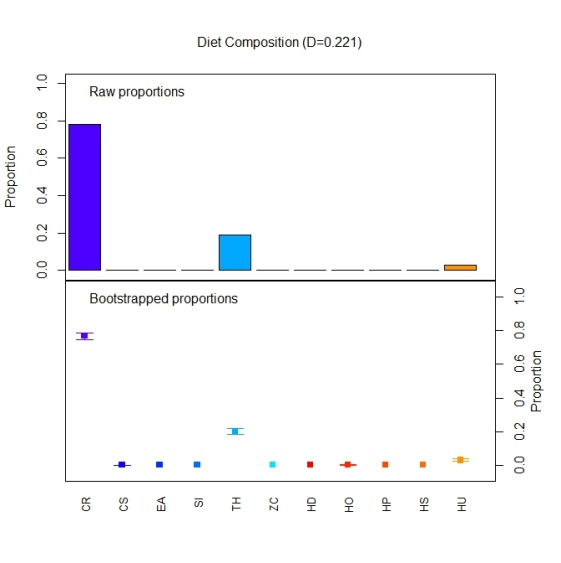 Diet Composition (D=0.221)
Raw proportions
Proportion
1.0
0.8
0.6
0.4
0.2
0.0
Bootstrapped proportions
Proportion
1.0
0.8
0.6
0.4
0.2
0.0
CR CS EA SI TH ZC HD HO HP HS HU